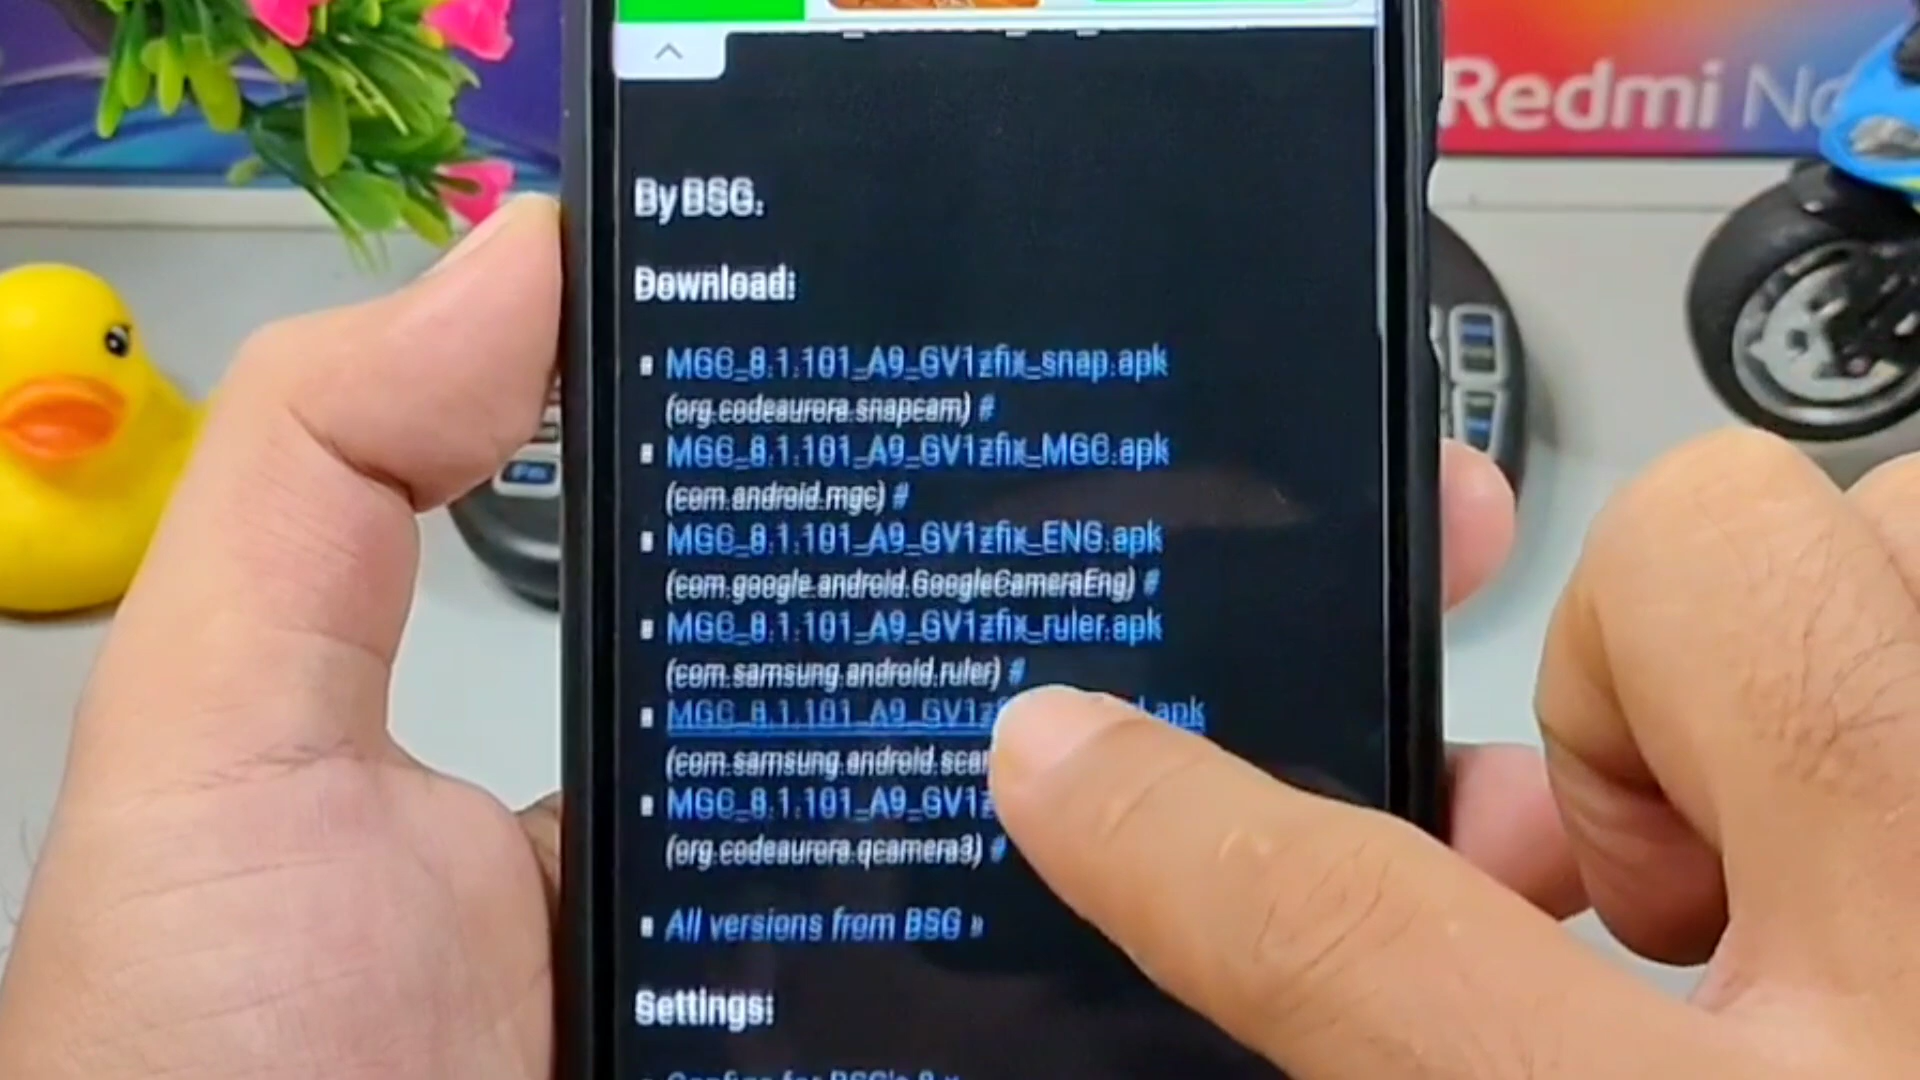 Redmi No
By BSG.
Download:
MGC_8.1.101_A9_GV1zfix_snap.apk
(org.codeaurora.snapcam) #
MGC_8.1.101_A9_GV1zfix_MGC.apk
(com.android.mgc) #
MGC_8.1.101_A9_GV1zfix_ENG.apk
(com.google.android.GoogleCameraEng) #
MGC_8.1.101_A9_GV1zfix_ruler.apk
(com.samsung.android.ruler) #
MGC_8.1.101_A9_GV1z .apk
(com.samsung.android.scan
MGC_8.1.101_A9_GV1z
(org.codeaurora.qcamera3) #
All versions from BSG »
Settings: